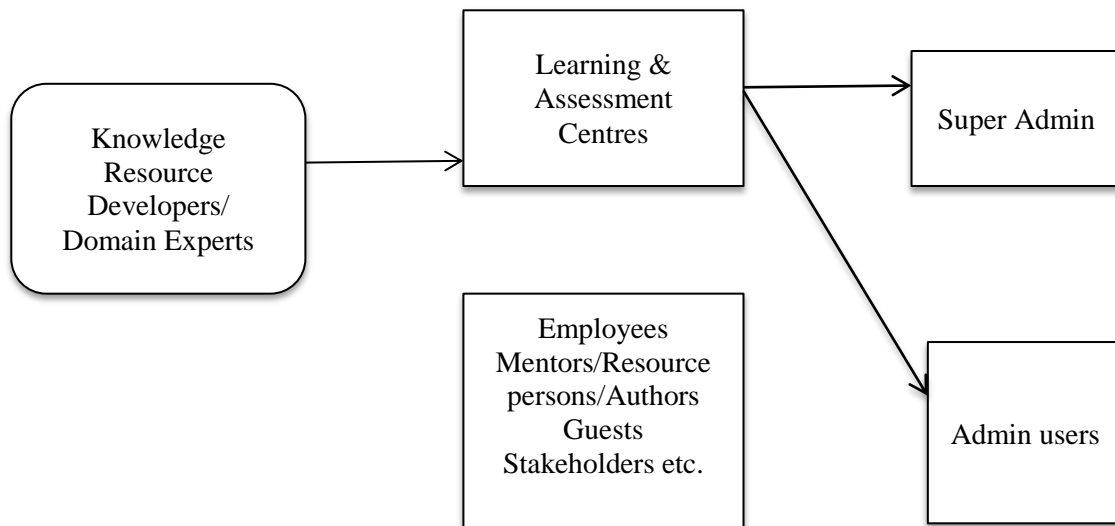 Knowledge
Resource
Developers/
Domain Experts
Learning &
Assessment
Centres
Super Admin
Employees
Mentors/Resource
persons/Authors
Guests
Stakeholders etc.
Admin users